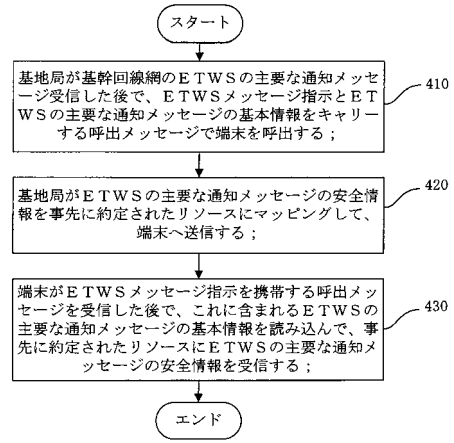 スタート
基地局が基幹回線網のＥＴＷＳの主要な通知メッセ
ージ受信した後で、ＥＴＷＳメッセージ指示とＥＴ
ＷＳの主要な通知メッセージの基本情報をキャリー
する呼出メッセージで端末を呼出する；
410
基地局がＥＴＷＳの主要な通知メッセージの安全情
報を事先に約定されたリソースにマッピングして、
端末へ送信する；
420
端末がＥＴＷＳメッセージ指示を携帯する呼出メッ
セージを受信した後で、これに含まれるＥＴＷＳの
主要な通知メッセージの基本情報を読み込んで、事
先に約定されたリソースにＥＴＷＳの主要な通知メ
ッセージの安全情報を受信する；
430
エンド